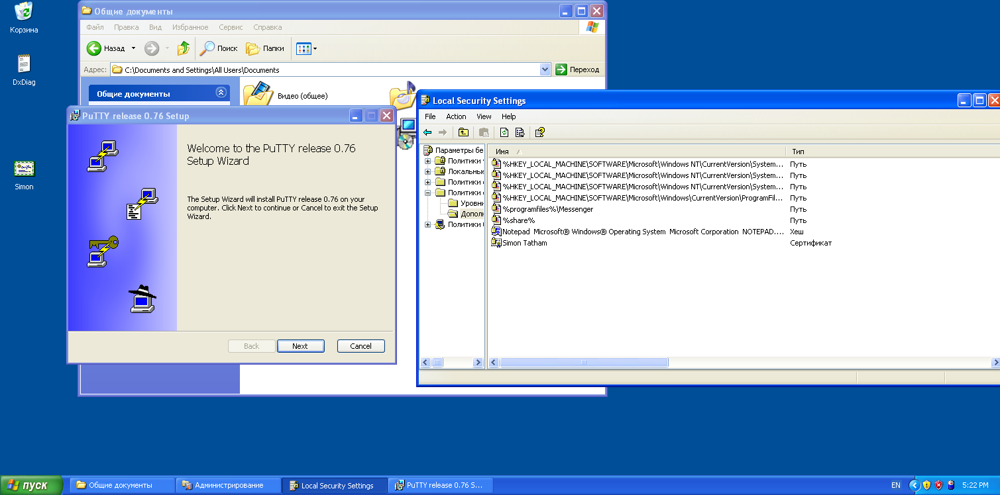 Корзина
DxDiag
Simon
Общие документы
Файл Правка Вид Избранное Сервис Справка
Назад Поиск Папки
Адрес: C:\Documents and Settings\All Users\Documents Переход
Общие документы
Видео (общее)
PuTTY release 0.76 Setup
Welcome to the PuTTY release 0.76
Setup Wizard
The Setup Wizard will install PuTTY release 0.76 on your
computer. Click Next to continue or Cancel to exit the Setup
Wizard.
Back Next Cancel
Local Security Settings
File Action View Help
Параметры бе
Политики
Локальные
Политики
Политики
Уровни
Дополн
Политики
Имя Тип
%HKEY_LOCAL_MACHINE\SOFTWARE\Microsoft\Windows NT\CurrentVersion\System... Путь
%HKEY_LOCAL_MACHINE\SOFTWARE\Microsoft\Windows NT\CurrentVersion\System... Путь
%HKEY_LOCAL_MACHINE\SOFTWARE\Microsoft\Windows NT\CurrentVersion\System... Путь
%HKEY_LOCAL_MACHINE\SOFTWARE\Microsoft\Windows\CurrentVersion\ProgramFil... Путь
%programfiles%\Messenger Путь
%share% Путь
Notepad Microsoft® Windows® Operating System Microsoft Corporation NOTEPAD.... Хеш
Simon Tatham Сертификат
пуск Общие документы Администрирование Local Security Settings PuTTY release 0.76 S... EN 5:22 PM